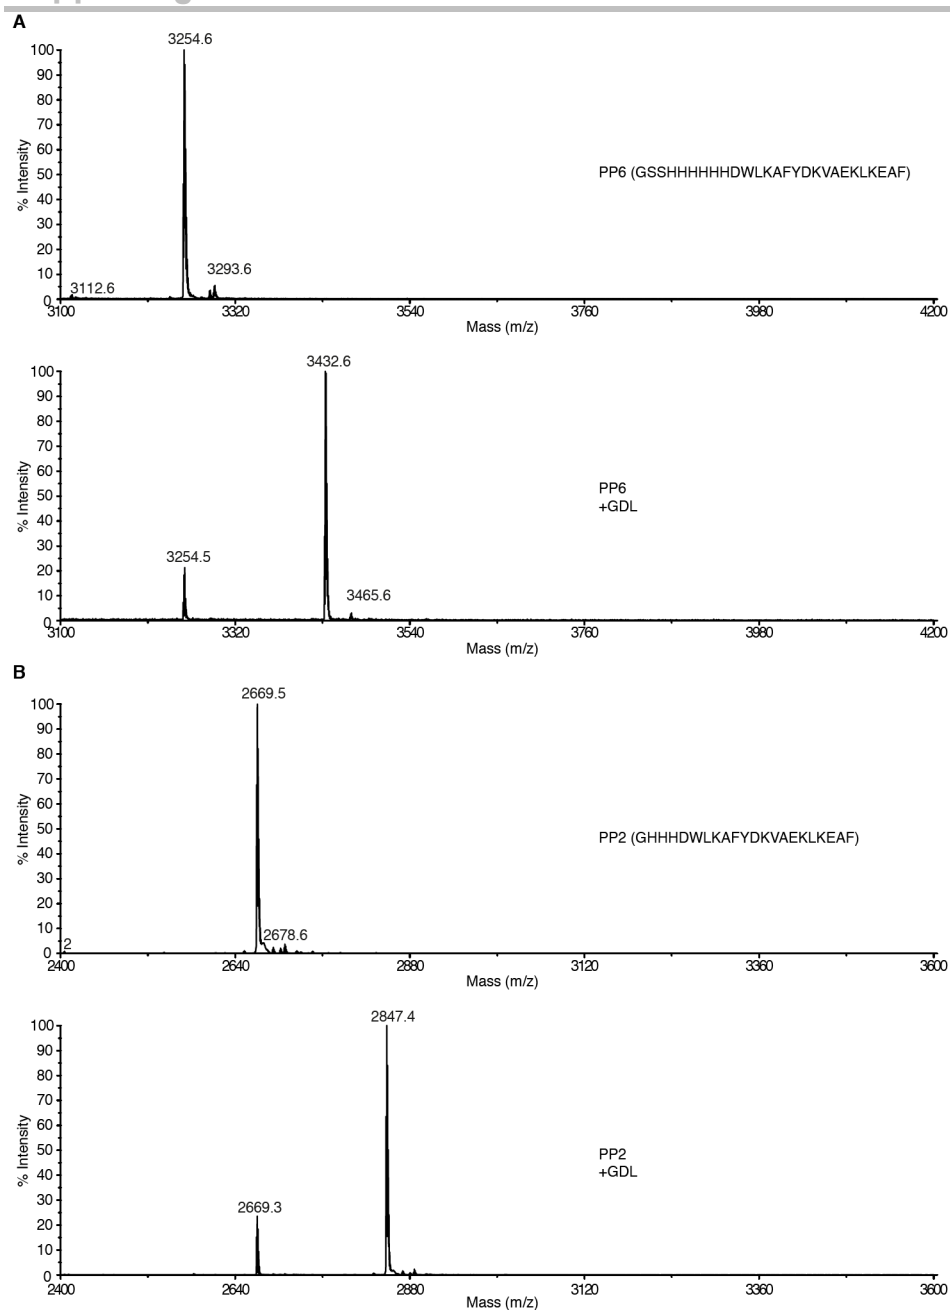 A
3254.6
100
90
80
70
60
50
40
30
20
10
0
% Intensity
PP6 (GSSHHHHHHDWLKAFYDKVAEKLKEAF)
3293.6
3112.6
3100 3320 3540 3760 3980 4200
Mass (m/z)
3432.6
100
90
80
70
60
50
40
30
20
10
0
% Intensity
PP6
+GDL
3254.5
3465.6
3100 3320 3540 3760 3980 4200
Mass (m/z)
B
2669.5
100
90
80
70
60
50
40
30
20
10
0
% Intensity
PP2 (GHHHDWLKAFYDKVAEKLKEAF)
2678.6
2400 2640 2880 3120 3360 3600
Mass (m/z)
2847.4
100
90
80
70
60
50
40
30
20
10
0
% Intensity
PP2
+GDL
2669.3
2400 2640 2880 3120 3360 3600
Mass (m/z)